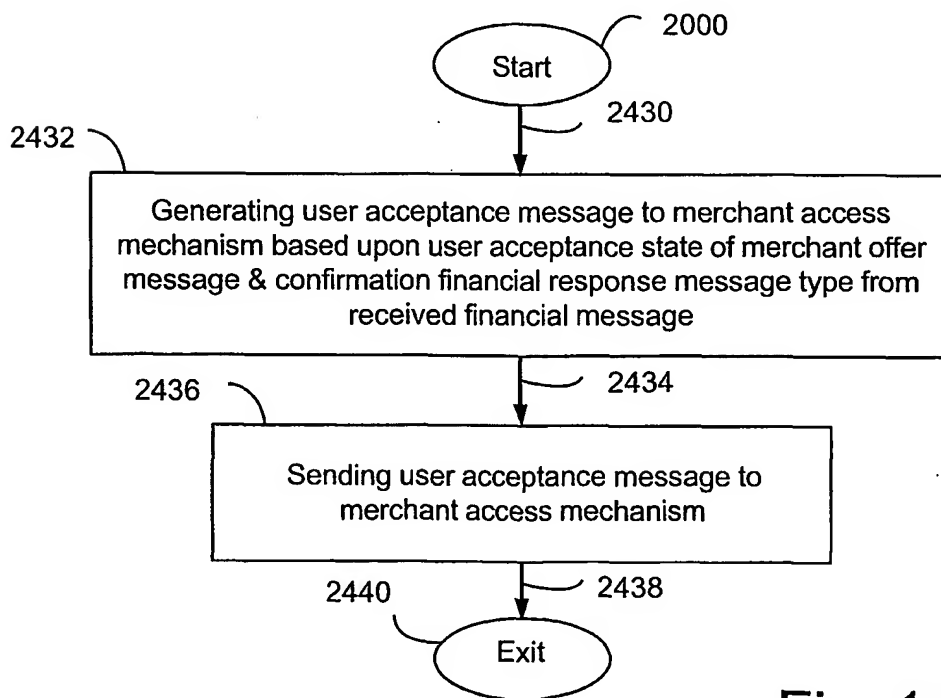 2000
Start
2430
2432
Generating user acceptance message to merchant access
mechanism based upon user acceptance state of merchant offer
message & confirmation financial response message type from
received financial message
2434
2436
Sending user acceptance message to
merchant access mechanism
2438
2440
Exit